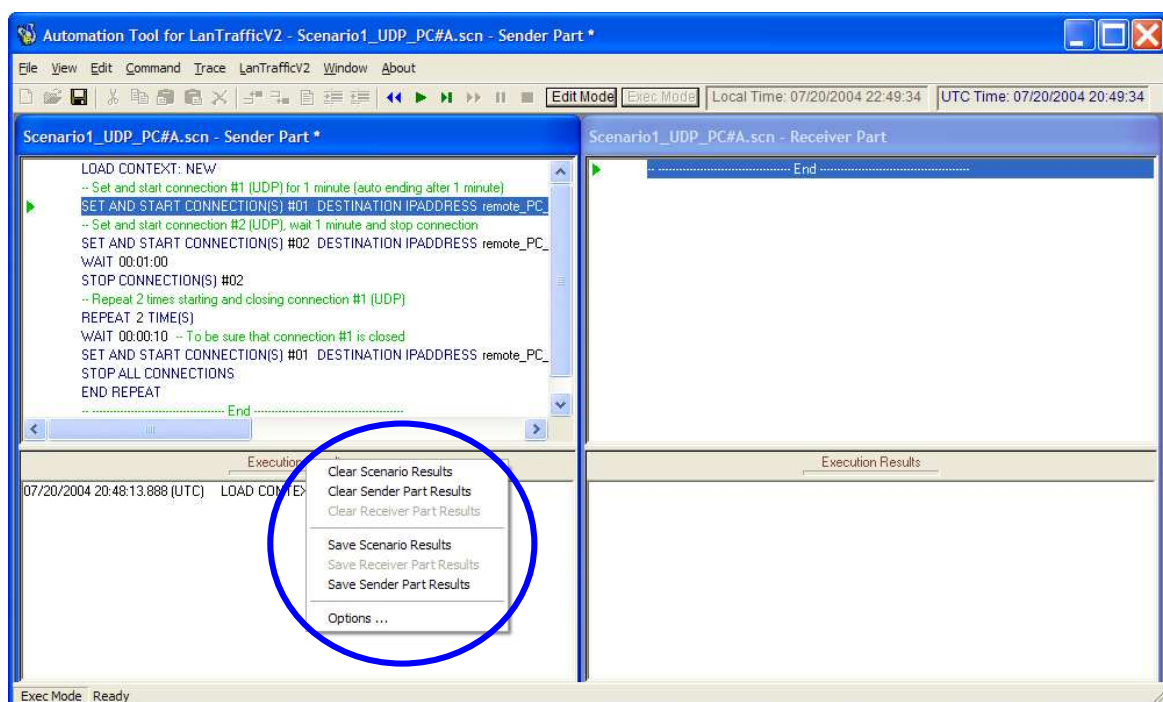 Automation Tool for LanTrafficV2 - Scenario1_UDP_PC#A.scn - Sender Part *
File View Edit Command Trace LanTrafficV2 Window About
Edit Mode Exec Mode Local Time: 07/20/2004 22:49:34 UTC Time: 07/20/2004 20:49:34
Scenario1_UDP_PC#A.scn - Sender Part *
LOAD CONTEXT: NEW
-- Set and start connection #1 (UDP) for 1 minute (auto ending after 1 minute)
SET AND START CONNECTION(S) #01 DESTINATION IPADDRESS remote_PC_
-- Set and start connection #2 (UDP), wait 1 minute and stop connection
SET AND START CONNECTION(S) #02 DESTINATION IPADDRESS remote_PC_
WAIT 00:01:00
STOP CONNECTION(S) #02
-- Repeat 2 times starting and closing connection #1 (UDP)
REPEAT 2 TIME(S)
WAIT 00:00:10 -- To be sure that connection #1 is closed
SET AND START CONNECTION(S) #01 DESTINATION IPADDRESS remote_PC_
STOP ALL CONNECTIONS
END REPEAT
-- ---------------------------------- End ---------------------------------------
Scenario1_UDP_PC#A.scn - Receiver Part
-- ---------------------------------- End ---------------------------------------
Execution
07/20/2004 20:48:13.888 (UTC) LOAD CONTEX
Clear Scenario Results
Clear Sender Part Results
Clear Receiver Part Results
Save Scenario Results
Save Receiver Part Results
Save Sender Part Results
Options ...
Execution Results
Exec Mode Ready